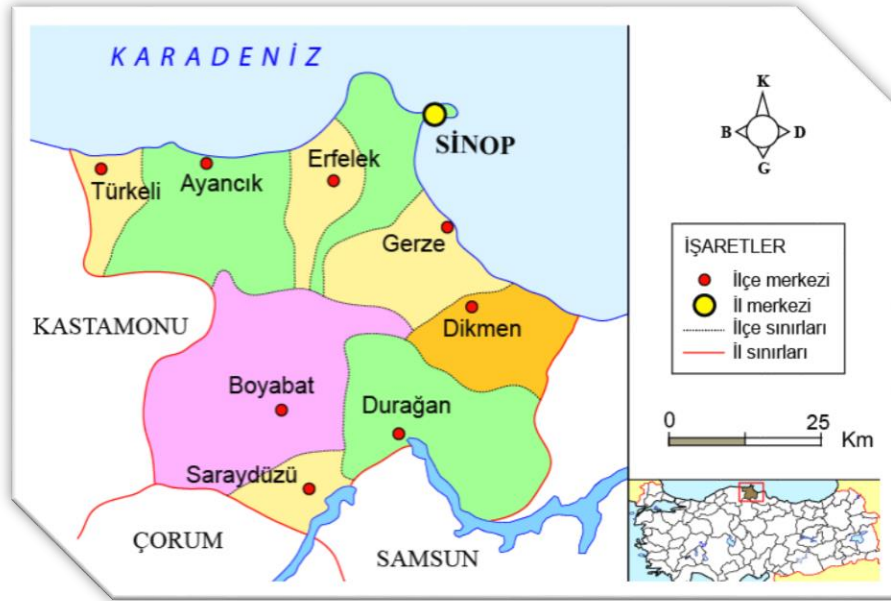 KARADENİZ
SİNOP
Erfelek
Türkeli
Ayancık
Gerze
Dikmen
KASTAMONU
Boyabat
Durağan
Saraydüzü
ÇORUM
SAMSUN
K
B D
G
İŞARETLER
İlçe merkezi
İl merkezi
İlçe sınırları
İl sınırları
0 25
Km